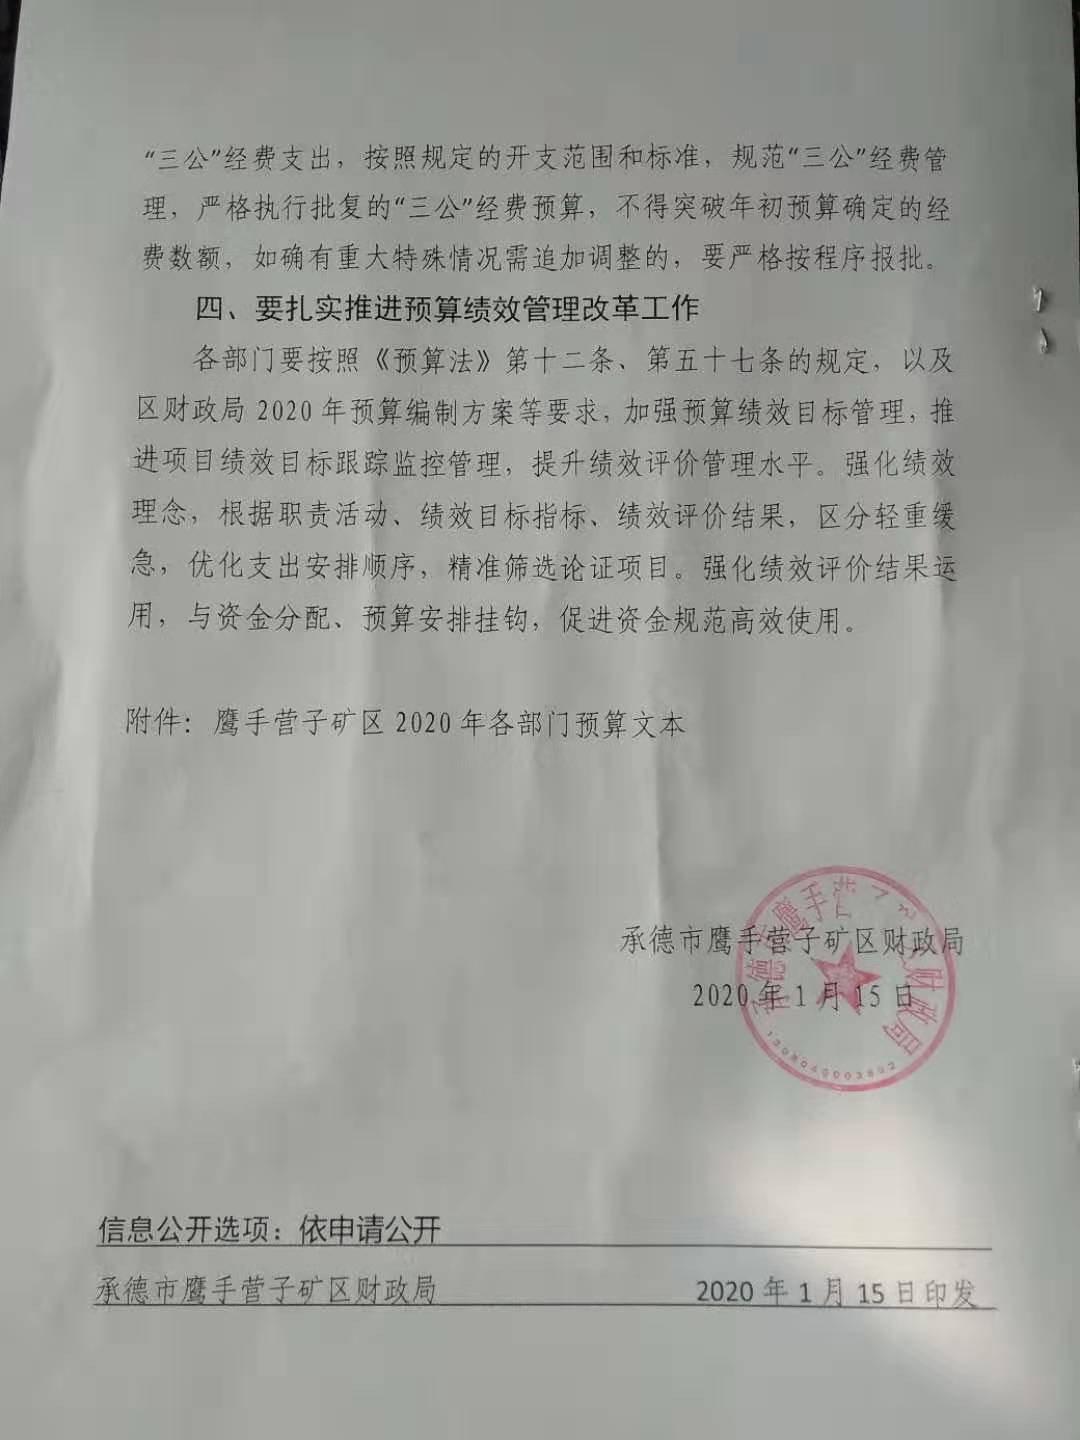 “三公”经费支出，按照规定的开支范围和标准，规范“三公”经费管
理，严格执行批复的“三公”经费预算，不得突破年初预算确定的经
费数额，如确有重大特殊情况需追加调整的，要严格按程序报批。
四、要扎实推进预算绩效管理改革工作
各部门要按照《预算法》第十二条、第五十七条的规定，以及
区财政局2020年预算编制方案等要求，加强预算绩效目标管理，推
进项目绩效目标跟踪监控管理，提升绩效评价管理水平。强化绩效
理念，根据职责活动、绩效目标指标、绩效评价结果，区分轻重缓
急，优化支出安排顺序，精准筛选论证项目。强化绩效评价结果运
用，与资金分配、预算安排挂钩，促进资金规范高效使用。
附件：鹰手营子矿区2020年各部门预算文本
承德市鹰手营子矿区财政局
2020年1月15日
信息公开选项：依申请公开
承德市鹰手营子矿区财政局 2020年1月15日印发